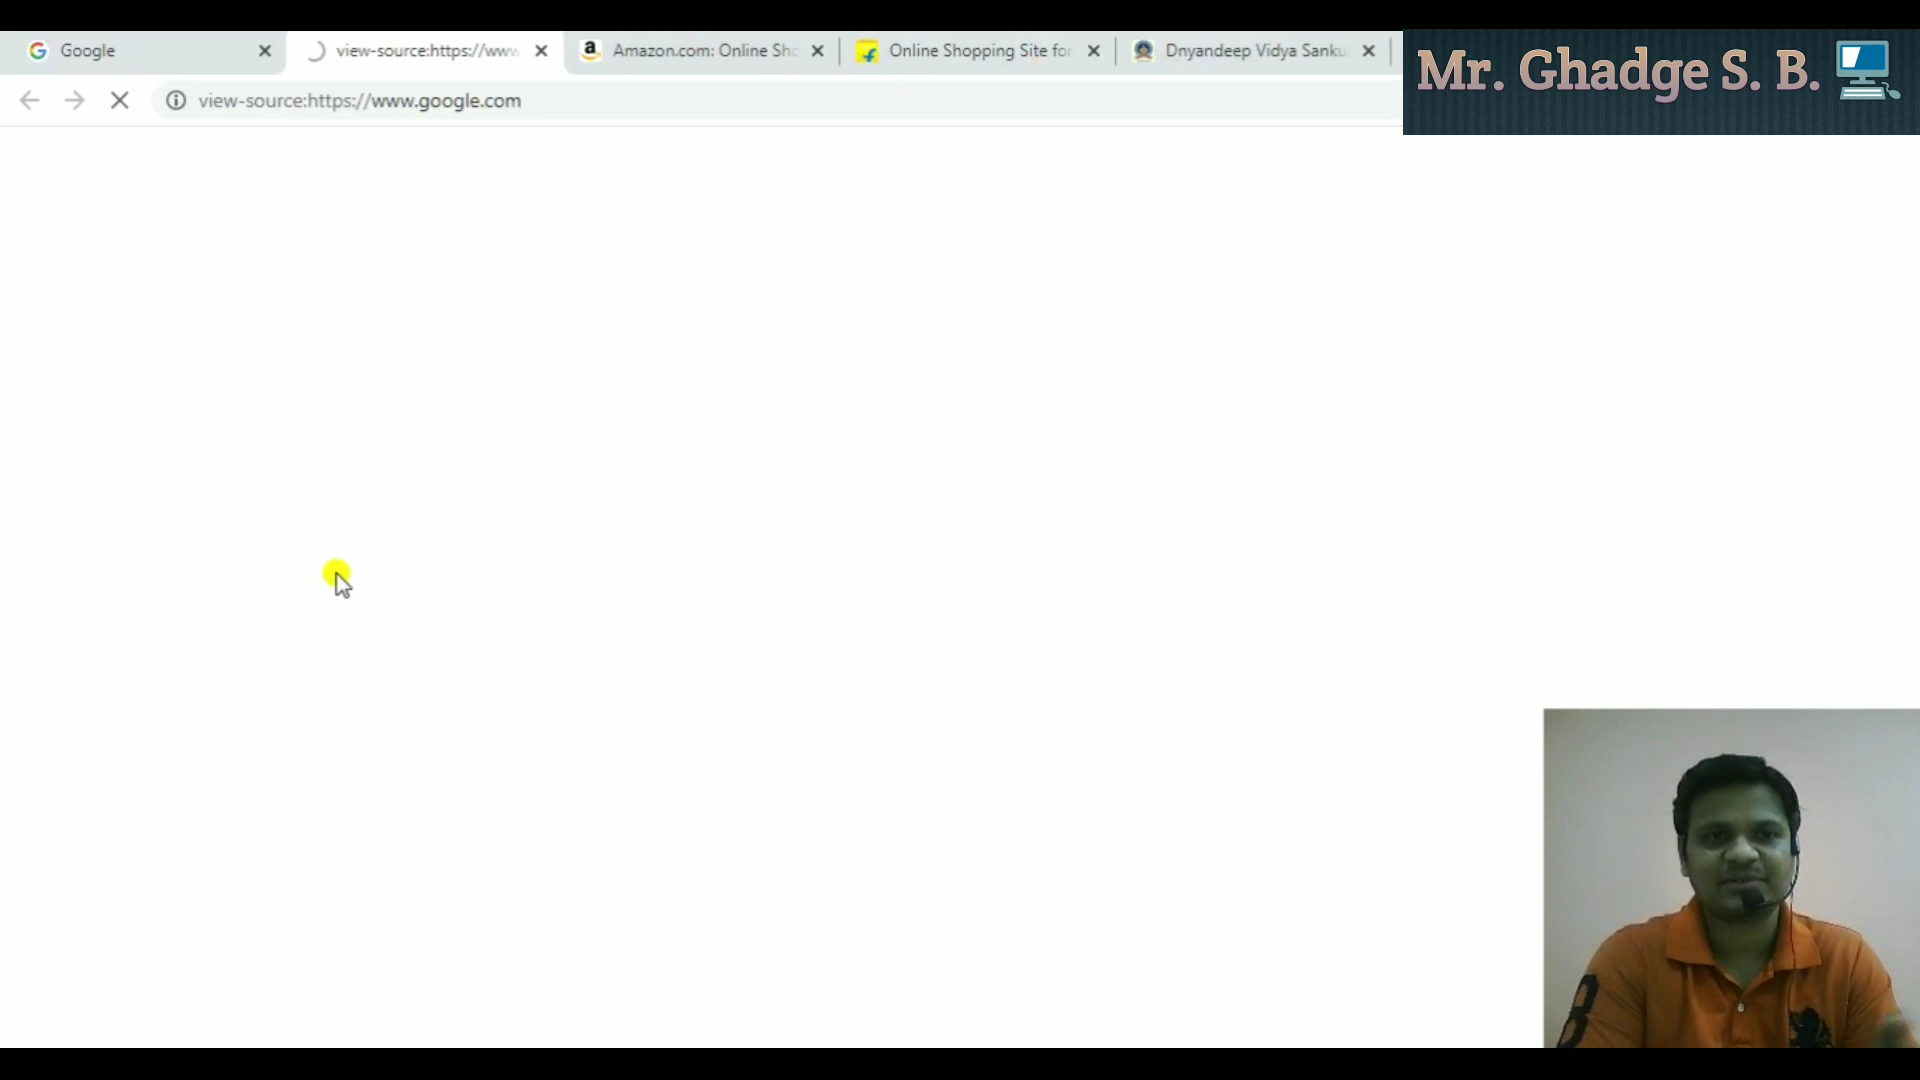 Google
view-source:https://www
Amazon.com: Online Sho
Online Shopping Site for
Dnyandeep Vidya Sanku
view-source:https://www.google.com
Mr. Ghadge S. B.